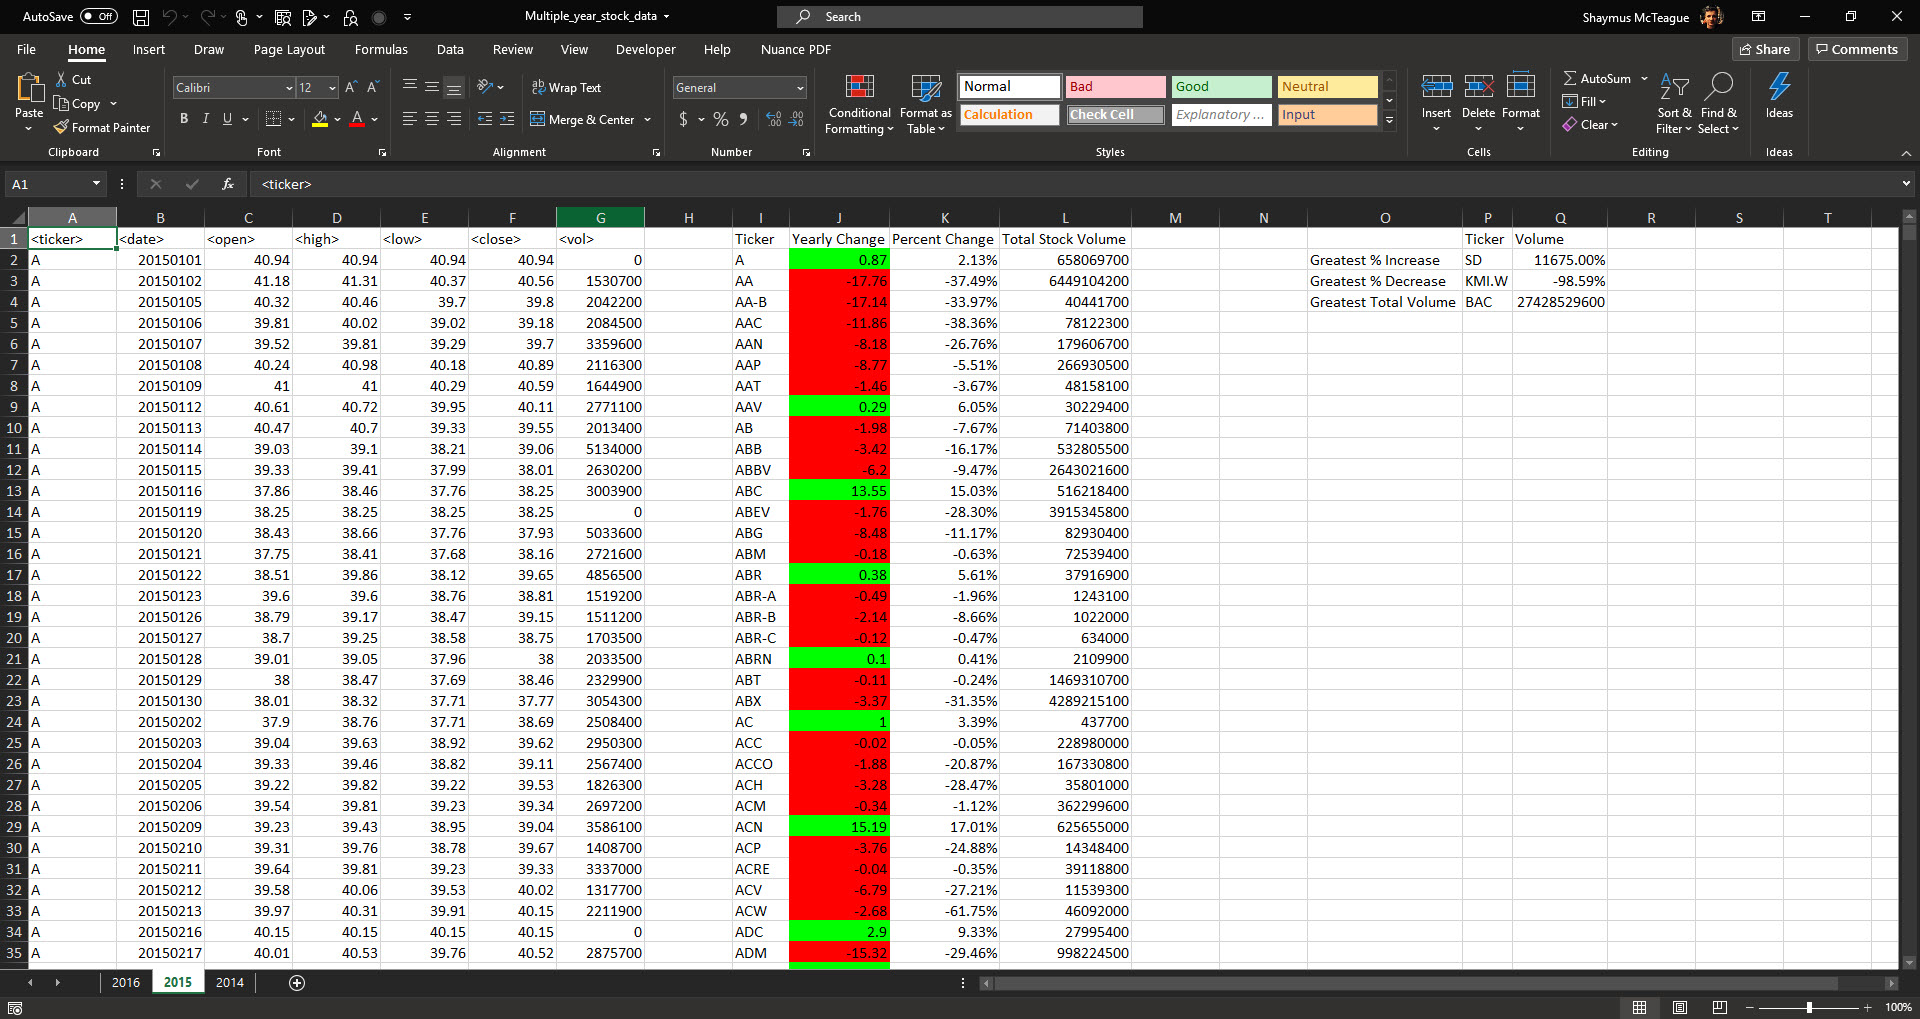 AutoSave Off Multiple_year_stock_data Search Shaymus McTeague
File Home Insert Draw Page Layout Formulas Data Review View Developer Help Nuance PDF Share Comments
Paste Cut Copy Format Painter Clipboard
Calibri 12 A A B I U A Font
Wrap Text Merge & Center Alignment
General $ % Number
Conditional Formatting Format as Table
Normal Bad Good Neutral
Calculation Check Cell Explanatory ... Input
Styles
Insert Delete Format Cells
AutoSum Fill Clear Sort & Filter Find & Select Editing
Ideas Ideas
A1 fx <ticker>
A B C D E F G H I J K L M N O P Q R S T
1 <ticker> <date> <open> <high> <low> <close> <vol> Ticker Yearly Change Percent Change Total Stock Volume Ticker Volume
2 A 20150101 40.94 40.94 40.94 40.94 0 A 0.87 2.13% 658069700 Greatest % Increase SD 11675.00%
3 A 20150102 41.18 41.31 40.37 40.56 1530700 AA -17.76 -37.49% 6449104200 Greatest % Decrease KMI.W -98.59%
4 A 20150105 40.32 40.46 39.7 39.8 2042200 AA-B -17.14 -33.97% 40441700 Greatest Total Volume BAC 27428529600
5 A 20150106 39.81 40.02 39.02 39.18 2084500 AAC -11.86 -38.36% 78122300
6 A 20150107 39.52 39.81 39.29 39.7 3359600 AAN -8.18 -26.76% 179606700
7 A 20150108 40.24 40.98 40.18 40.89 2116300 AAP -8.77 -5.51% 266930500
8 A 20150109 41 41 40.29 40.59 1644900 AAT -1.46 -3.67% 48158100
9 A 20150112 40.61 40.72 39.95 40.11 2771100 AAV 0.29 6.05% 30229400
10 A 20150113 40.47 40.7 39.33 39.55 2013400 AB -1.98 -7.67% 71403800
11 A 20150114 39.03 39.1 38.21 39.06 5134000 ABB -3.42 -16.17% 532805500
12 A 20150115 39.33 39.41 37.99 38.01 2630200 ABBV -6.2 -9.47% 2643021600
13 A 20150116 37.86 38.46 37.76 38.25 3003900 ABC 13.55 15.03% 516218400
14 A 20150119 38.25 38.25 38.25 38.25 0 ABEV -1.76 -28.30% 3915345800
15 A 20150120 38.43 38.66 37.76 37.93 5033600 ABG -8.48 -11.17% 82930400
16 A 20150121 37.75 38.41 37.68 38.16 2721600 ABM -0.18 -0.63% 72539400
17 A 20150122 38.51 39.86 38.12 39.65 4856500 ABR 0.38 5.61% 37916900
18 A 20150123 39.6 39.6 38.76 38.81 1519200 ABR-A -0.49 -1.96% 1243100
19 A 20150126 38.79 39.17 38.47 39.15 1511200 ABR-B -2.14 -8.66% 1022000
20 A 20150127 38.7 39.25 38.58 38.75 1703500 ABR-C -0.12 -0.47% 634000
21 A 20150128 39.01 39.05 37.96 38 2033500 ABRN 0.1 0.41% 2109900
22 A 20150129 38 38.47 37.69 38.46 2329900 ABT -0.11 -0.24% 1469310700
23 A 20150130 38.01 38.32 37.71 37.77 3054300 ABX -3.37 -31.35% 4289215100
24 A 20150202 37.9 38.76 37.71 38.69 2508400 AC 1 3.39% 437700
25 A 20150203 39.04 39.63 38.92 39.62 2950300 ACC -0.02 -0.05% 228980000
26 A 20150204 39.33 39.46 38.82 39.11 2567400 ACCO -1.88 -20.87% 167330800
27 A 20150205 39.22 39.82 39.22 39.53 1826300 ACH -3.28 -28.47% 35801000
28 A 20150206 39.54 39.81 39.23 39.34 2697200 ACM -0.34 -1.12% 362299600
29 A 20150209 39.23 39.43 38.95 39.04 3586100 ACN 15.19 17.01% 625655000
30 A 20150210 39.31 39.76 38.78 39.67 1408700 ACP -3.76 -24.88% 14348400
31 A 20150211 39.64 39.81 39.23 39.33 3337000 ACRE -0.04 -0.35% 39118800
32 A 20150212 39.58 40.06 39.53 40.02 1317700 ACV -6.79 -27.21% 11539300
33 A 20150213 39.97 40.31 39.91 40.15 2211900 ACW -2.68 -61.75% 46092000
34 A 20150216 40.15 40.15 40.15 40.15 0 ADC 2.9 9.33% 27995400
35 A 20150217 40.01 40.53 39.76 40.52 2875700 ADM -15.32 -29.46% 998224500
2016 2015 2014
100%